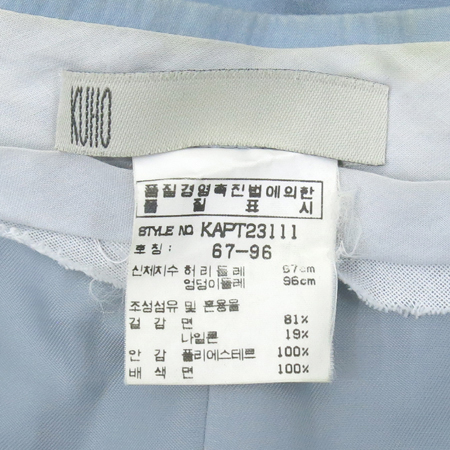 KUHO
품질경영촉진법에의한
품 질 표 시
STYLE NO. KAPT23111
호칭 : 67-96
신체치수 허리둘레 67cm
엉덩이둘레 96cm
조성섬유 및 혼용율
겉 감 면 81%
나일론 19%
안 감 폴리에스테르 100%
배 색 면 100%